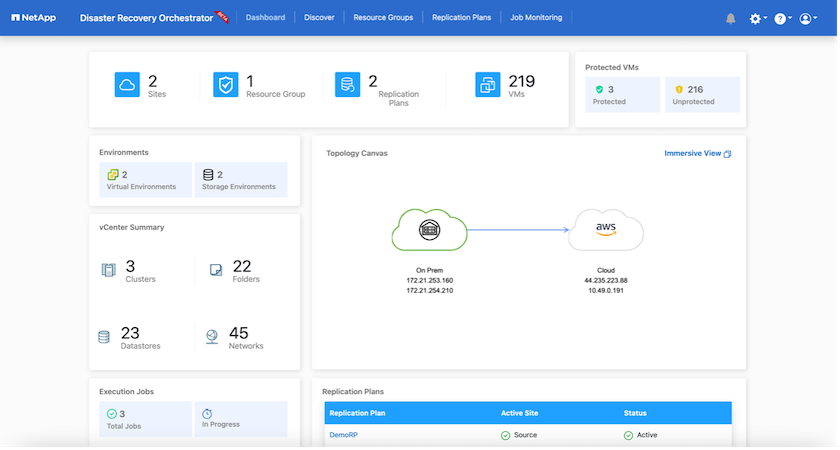 NetApp
Disaster Recovery Orchestrator BETA
Dashboard
Discover
Resource Groups
Replication Plans
Job Monitoring
2
Sites
1
Resource Group
2
Replication
Plans
219
VMs
Protected VMs
3
Protected
216
Unprotected
Environments
2
Virtual Environments
2
Storage Environments
Topology Canvas
Immersive View
aws
On Prem
172.21.253.160
172.21.254.210
Cloud
44.235.223.88
10.49.0.191
vCenter Summary
3
Clusters
22
Folders
23
Datastores
45
Networks
Execution Jobs
3
Total Jobs
In Progress
Replication Plans
Replication Plan Active Site Status
DemoRP Source Active